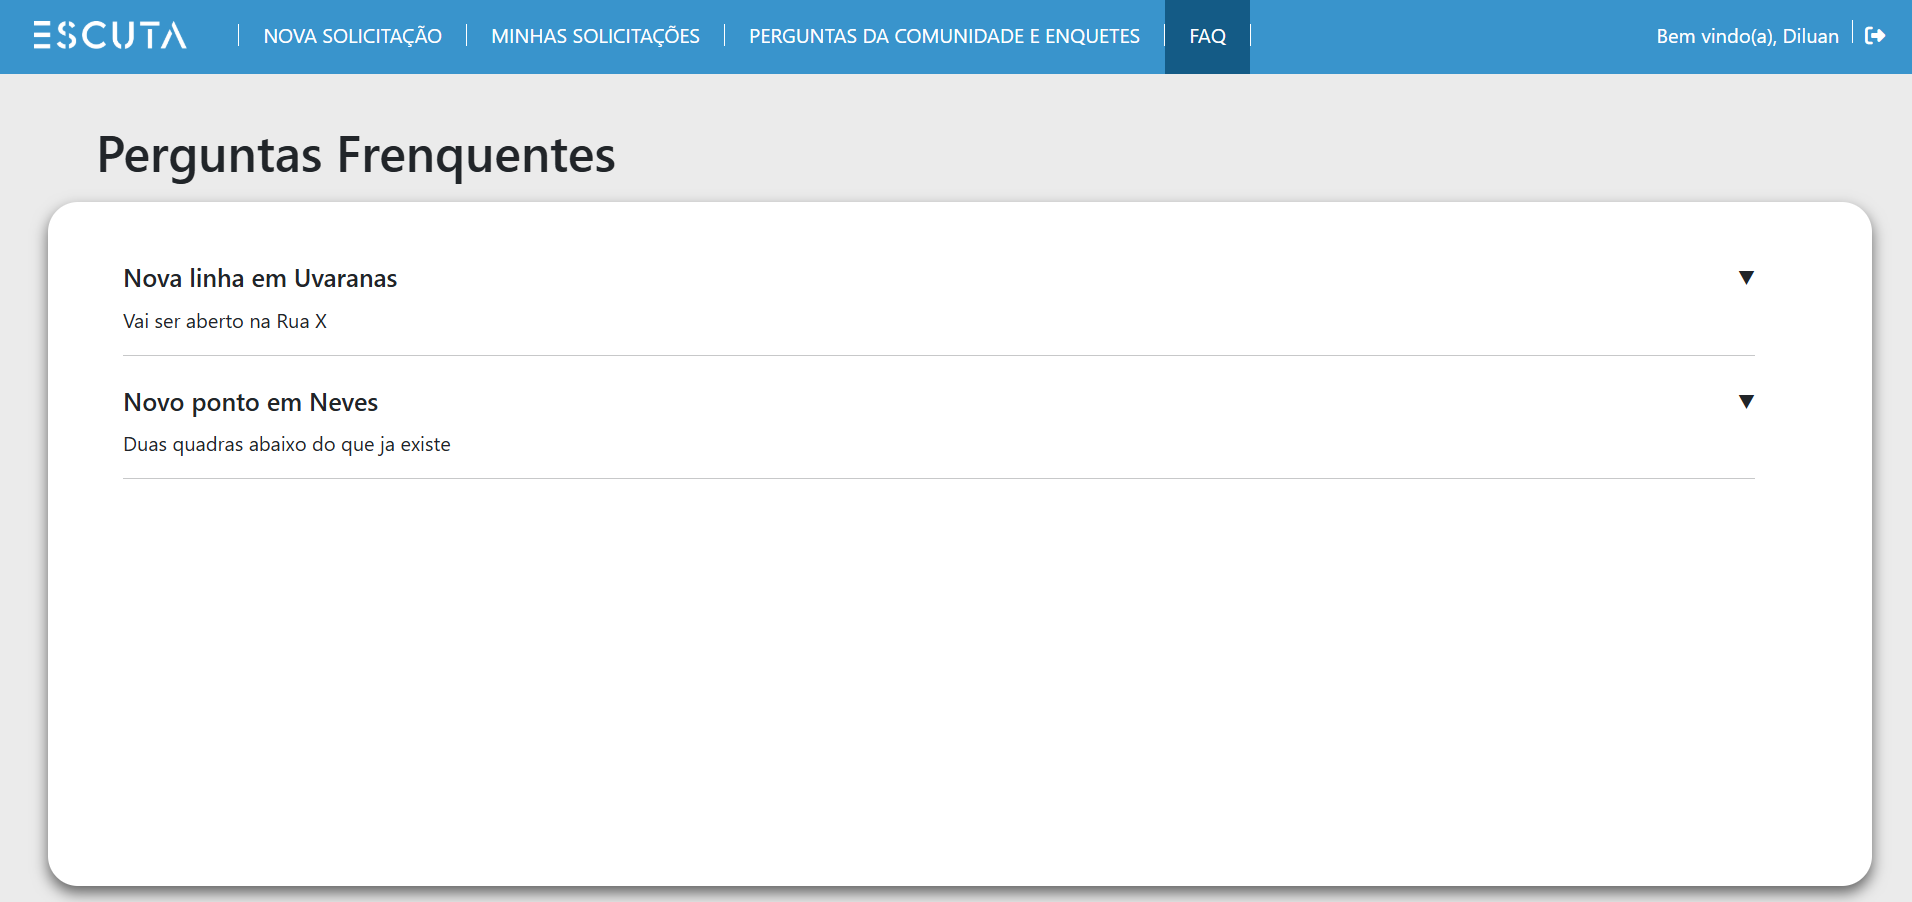 ESCUTA
NOVA SOLICITAÇÃO
MINHAS SOLICITAÇÕES
PERGUNTAS DA COMUNIDADE E ENQUETES
FAQ
Bem vindo(a), Diluan
Perguntas Frenquentes
Nova linha em Uvaranas
Vai ser aberto na Rua X
Novo ponto em Neves
Duas quadras abaixo do que ja existe